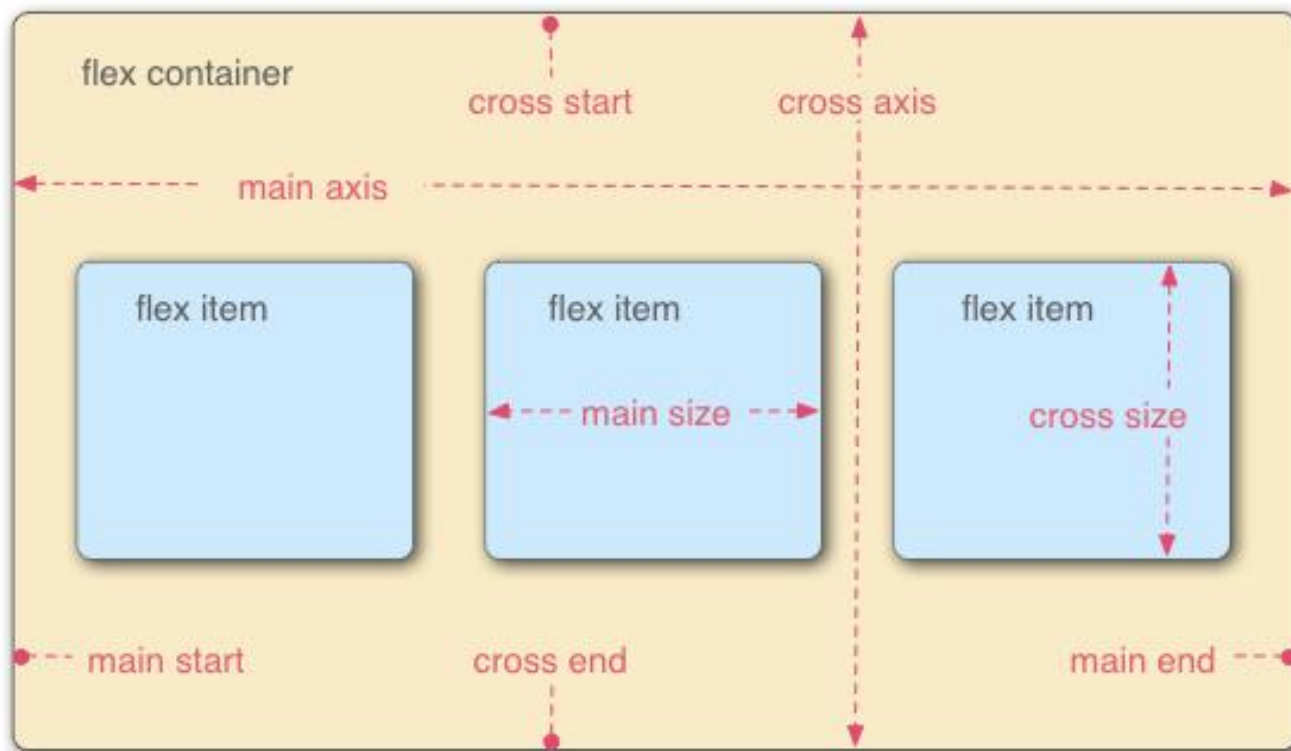 flex container
cross start
cross axis
main axis
flex item
flex item
flex item
main size
cross size
main start
cross end
main end